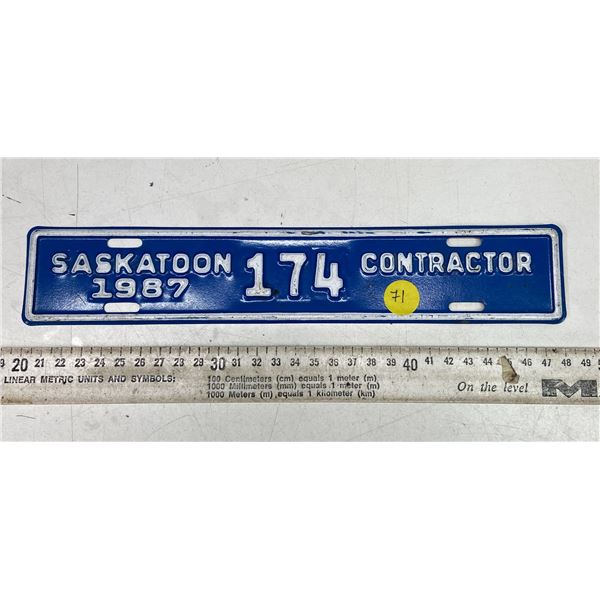 SASKATOON 174 CONTRACTOR
1987
71
20 21 22 23 24 25 26 27 28 29 30 31 32 33 34 35 36 37 38 39 40 41 42 43 44 45 46 47 48 49
LINEAR METRIC UNITS AND SYMBOLS: 100 Centimeters (cm) equals 1 meter (m)
1000 Millimeters (mm) equals 1 meter (m)
1000 Meters (m) equals 1 kilometer (km)
On the level